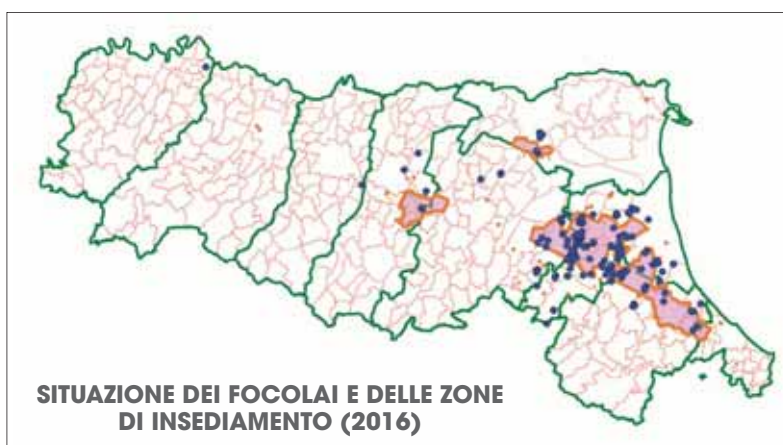 SITUAZIONE DEI FOCOLAI E DELLE ZONE
DI INSEDIAMENTO (2016)